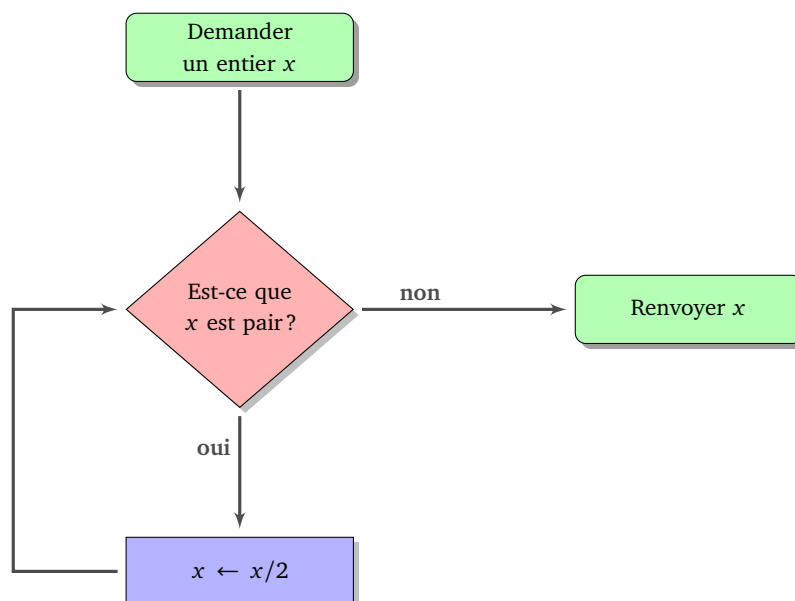 Demander
un entier x
Est-ce que
x est pair ?
non
Renvoyer x
oui
x ← x/2